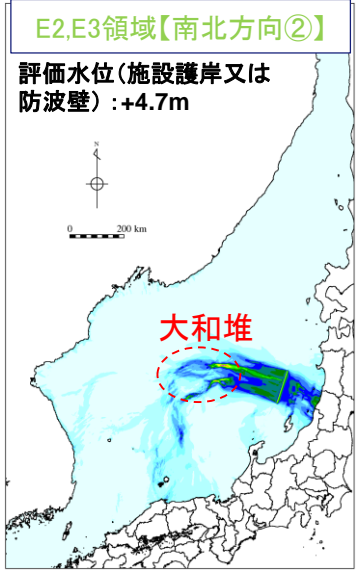 E2,E3領域【南北方向②】
評価水位（施設護岸又は
防波壁）：+4.7m
N
0 200 km
大和堆